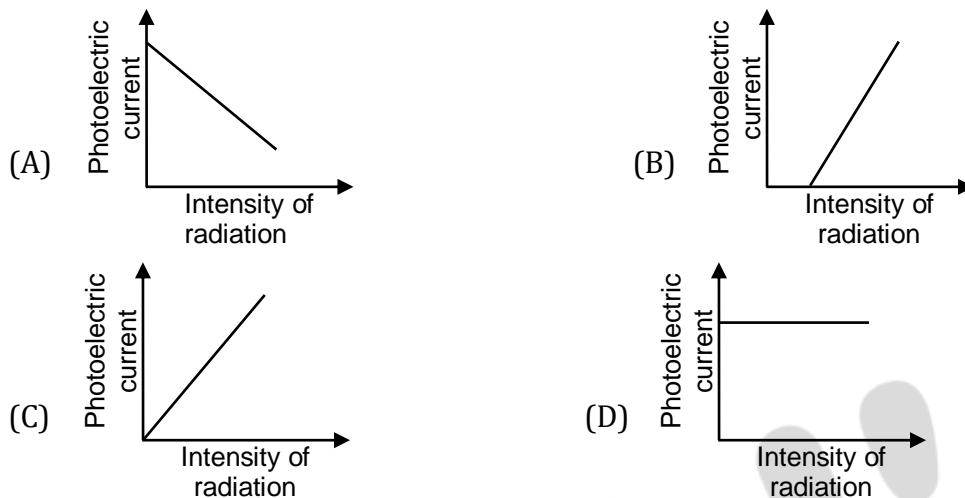 (A)
Photoelectric
current
Intensity of
radiation
(B)
Photoelectric
current
Intensity of
radiation
(C)
Photoelectric
current
Intensity of
radiation
(D)
Photoelectric
current
Intensity of
radiation